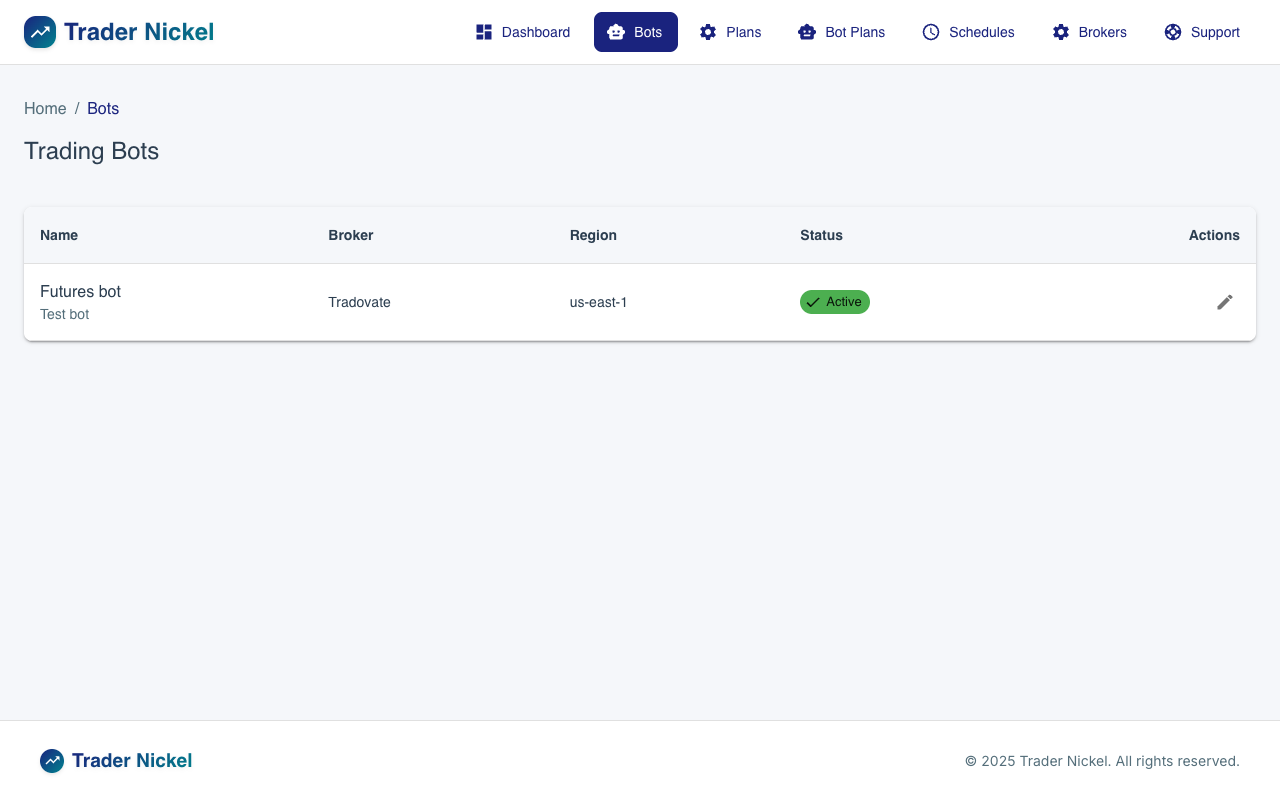 Trader Nickel
Dashboard Bots Plans Bot Plans Schedules Brokers Support
Home / Bots
Trading Bots
Name Broker Region Status Actions
Futures bot
Test bot
Tradovate us-east-1 Active
Trader Nickel
© 2025 Trader Nickel. All rights reserved.